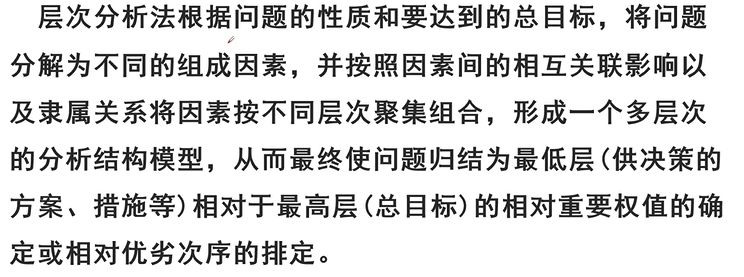 层次分析法根据问题的性质和要达到的总目标，将问题
分解为不同的组成因素，并按照因素间的相互关联影响以
及隶属关系将因素按不同层次聚集组合，形成一个多层次
的分析结构模型，从而最终使问题归结为最低层(供决策的
方案、措施等)相对于最高层(总目标)的相对重要权值的确
定或相对优劣次序的排定。